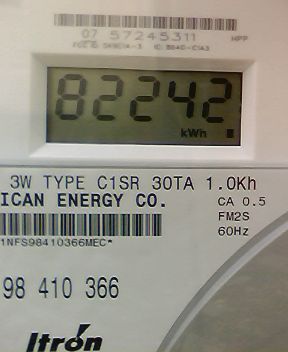 07 57245311
HPP
82242
kWh
3W TYPE C1SR 30TA 1.0Kh
ICAN ENERGY CO.
CA 0.5
FM2S
60Hz
1NFS98410366MEC*
98 410 366
Itron